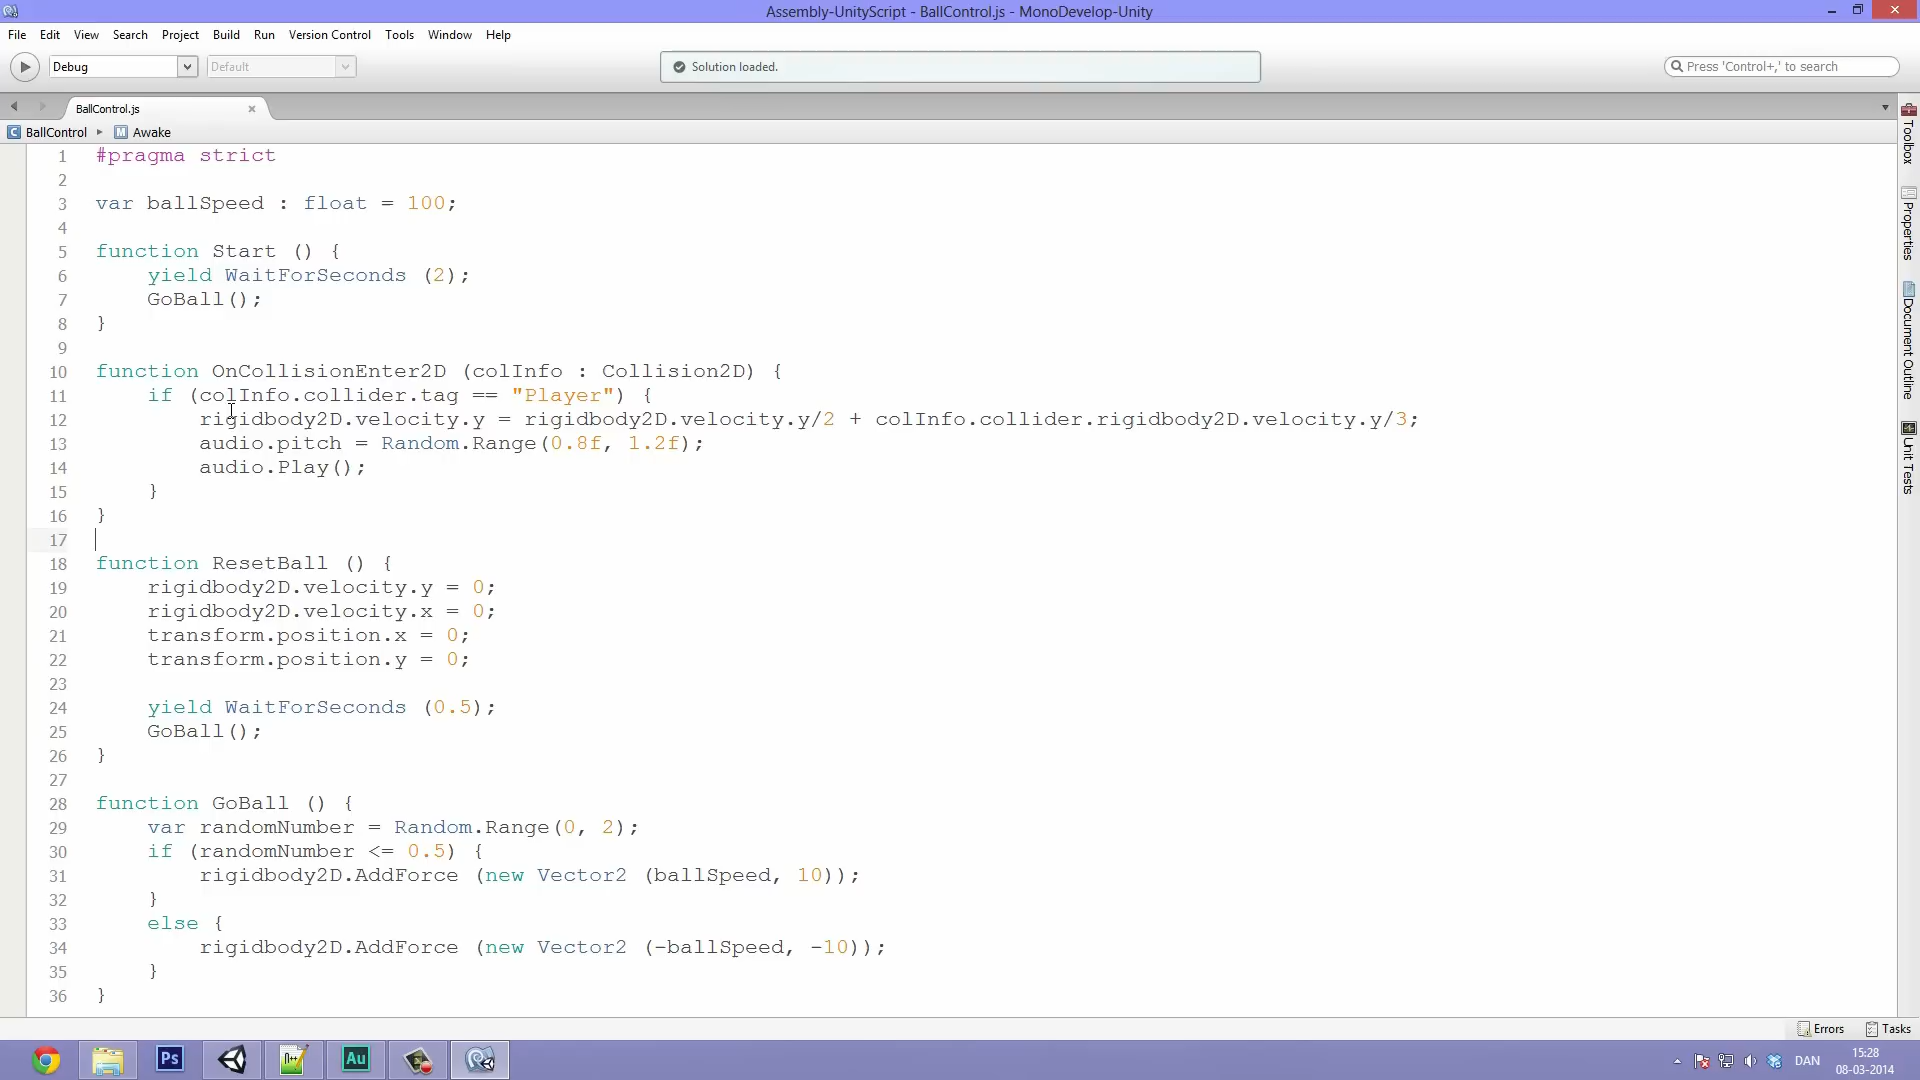 Assembly-UnityScript - BallControl.js - MonoDevelop-Unity
File Edit View Search Project Build Run Version Control Tools Window Help
Debug Default Solution loaded. Press 'Control+,' to search
BallControl.js
BallControl Awake
1 #pragma strict
2
3 var ballSpeed : float = 100;
4
5 function Start () {
6 yield WaitForSeconds (2);
7 GoBall();
8 }
9
10 function OnCollisionEnter2D (colInfo : Collision2D) {
11 if (colInfo.collider.tag == "Player") {
12 rigidbody2D.velocity.y = rigidbody2D.velocity.y/2 + colInfo.collider.rigidbody2D.velocity.y/3;
13 audio.pitch = Random.Range(0.8f, 1.2f);
14 audio.Play();
15 }
16 }
17
18 function ResetBall () {
19 rigidbody2D.velocity.y = 0;
20 rigidbody2D.velocity.x = 0;
21 transform.position.x = 0;
22 transform.position.y = 0;
23
24 yield WaitForSeconds (0.5);
25 GoBall();
26 }
27
28 function GoBall () {
29 var randomNumber = Random.Range(0, 2);
30 if (randomNumber <= 0.5) {
31 rigidbody2D.AddForce (new Vector2 (ballSpeed, 10));
32 }
33 else {
34 rigidbody2D.AddForce (new Vector2 (-ballSpeed, -10));
35 }
36 }
Toolbox
Properties
Document Outline
Unit Tests
Errors Tasks
Ps Au DAN 15:28
08-03-2014